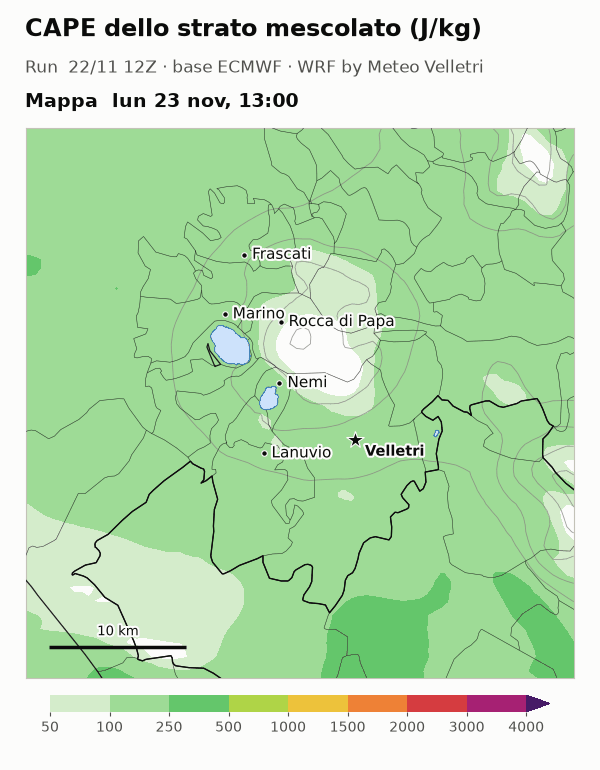 CAPE dello strato mescolato (J/kg)
Run  22/11 12Z · base ECMWF · WRF by Meteo Velletri
Mappa  lun 23 nov, 13:00
Frascati
Marino
Rocca di Papa
Nemi
Velletri
Lanuvio
10 km
50 100 250 500 1000 1500 2000 3000 4000